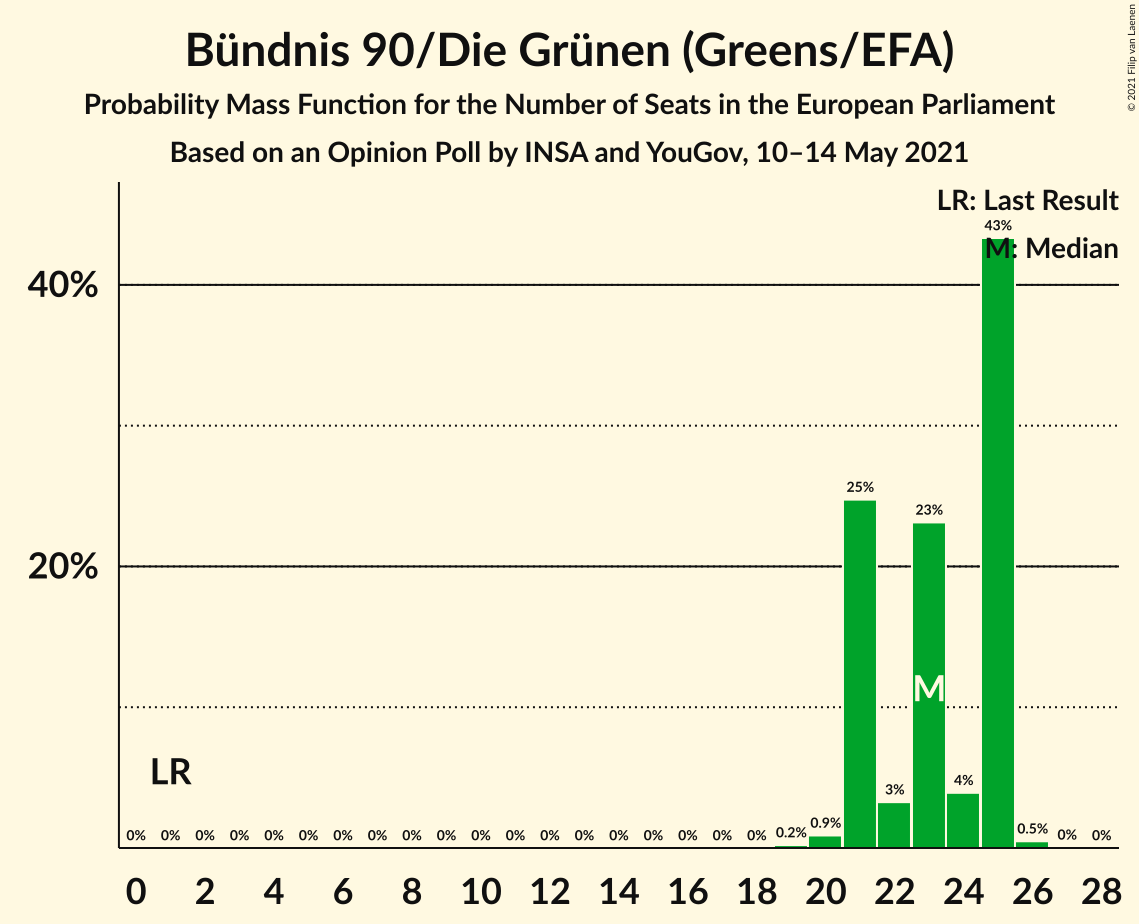 Bündnis 90/Die Grünen (Greens/EFA)
Probability Mass Function for the Number of Seats in the European Parliament
Based on an Opinion Poll by INSA and YouGov, 10–14 May 2021
© 2021 Filip van Laenen
LR: Last Result
43%
M: Median
40%
25%
23%
20%
M
LR
4%
3%
0% 0% 0% 0% 0% 0% 0% 0% 0% 0% 0% 0% 0% 0% 0% 0% 0% 0% 0% 0.2% 0.9% 0.5% 0% 0%
0 2 4 6 8 10 12 14 16 18 20 22 24 26 28